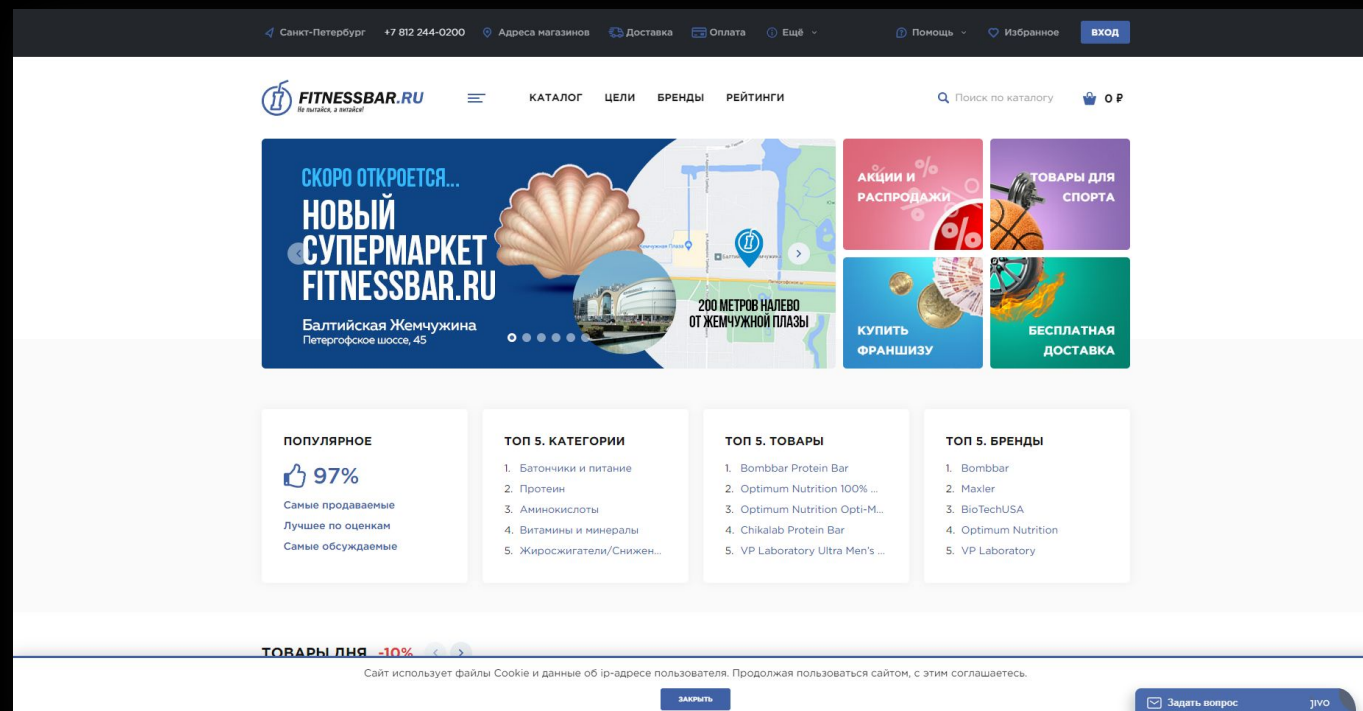 Санкт-Петербург +7 812 244-0200 Адреса магазинов Доставка Оплата Ещё Помощь Избранное ВХОД
FITNESSBAR.RU
Не пытайся, а питайся!
КАТАЛОГ ЦЕЛИ БРЕНДЫ РЕЙТИНГИ Поиск по каталогу 0 ₽
СКОРО ОТКРОЕТСЯ...
НОВЫЙ
СУПЕРМАРКЕТ
FITNESSBAR.RU
Балтийская Жемчужина
Петергофское шоссе, 45
200 МЕТРОВ НАЛЕВО
ОТ ЖЕМЧУЖНОЙ ПЛАЗЫ
АКЦИИ И
РАСПРОДАЖИ
ТОВАРЫ ДЛЯ
СПОРТА
КУПИТЬ
ФРАНШИЗУ
БЕСПЛАТНАЯ
ДОСТАВКА
ПОПУЛЯРНОЕ
97%
Самые продаваемые
Лучшее по оценкам
Самые обсуждаемые
ТОП 5. КАТЕГОРИИ
1. Батончики и питание
2. Протеин
3. Аминокислоты
4. Витамины и минералы
5. Жиросжигатели/Снижен...
ТОП 5. ТОВАРЫ
1. Bombbar Protein Bar
2. Optimum Nutrition 100% ...
3. Optimum Nutrition Opti-M...
4. Chikalab Protein Bar
5. VP Laboratory Ultra Men's ...
ТОП 5. БРЕНДЫ
1. Bombbar
2. Maxler
3. BioTechUSA
4. Optimum Nutrition
5. VP Laboratory
ТОВАРЫ ДНЯ -10%
Сайт использует файлы Cookie и данные об ip-адресе пользователя. Продолжая пользоваться сайтом, с этим соглашаетесь.
ЗАКРЫТЬ
Задать вопрос JIVO